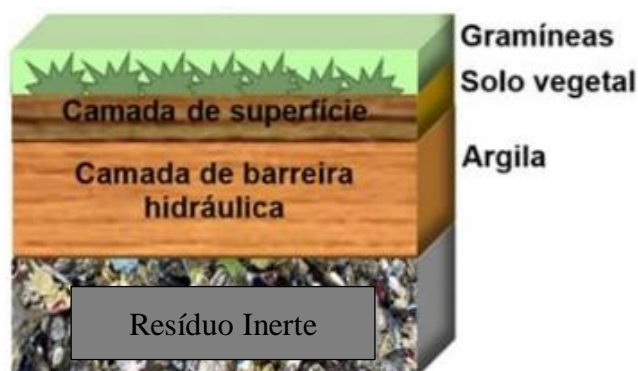 Gramíneas
Solo vegetal
Camada de superfície
Argila
Camada de barreira
hidráulica
Resíduo Inerte